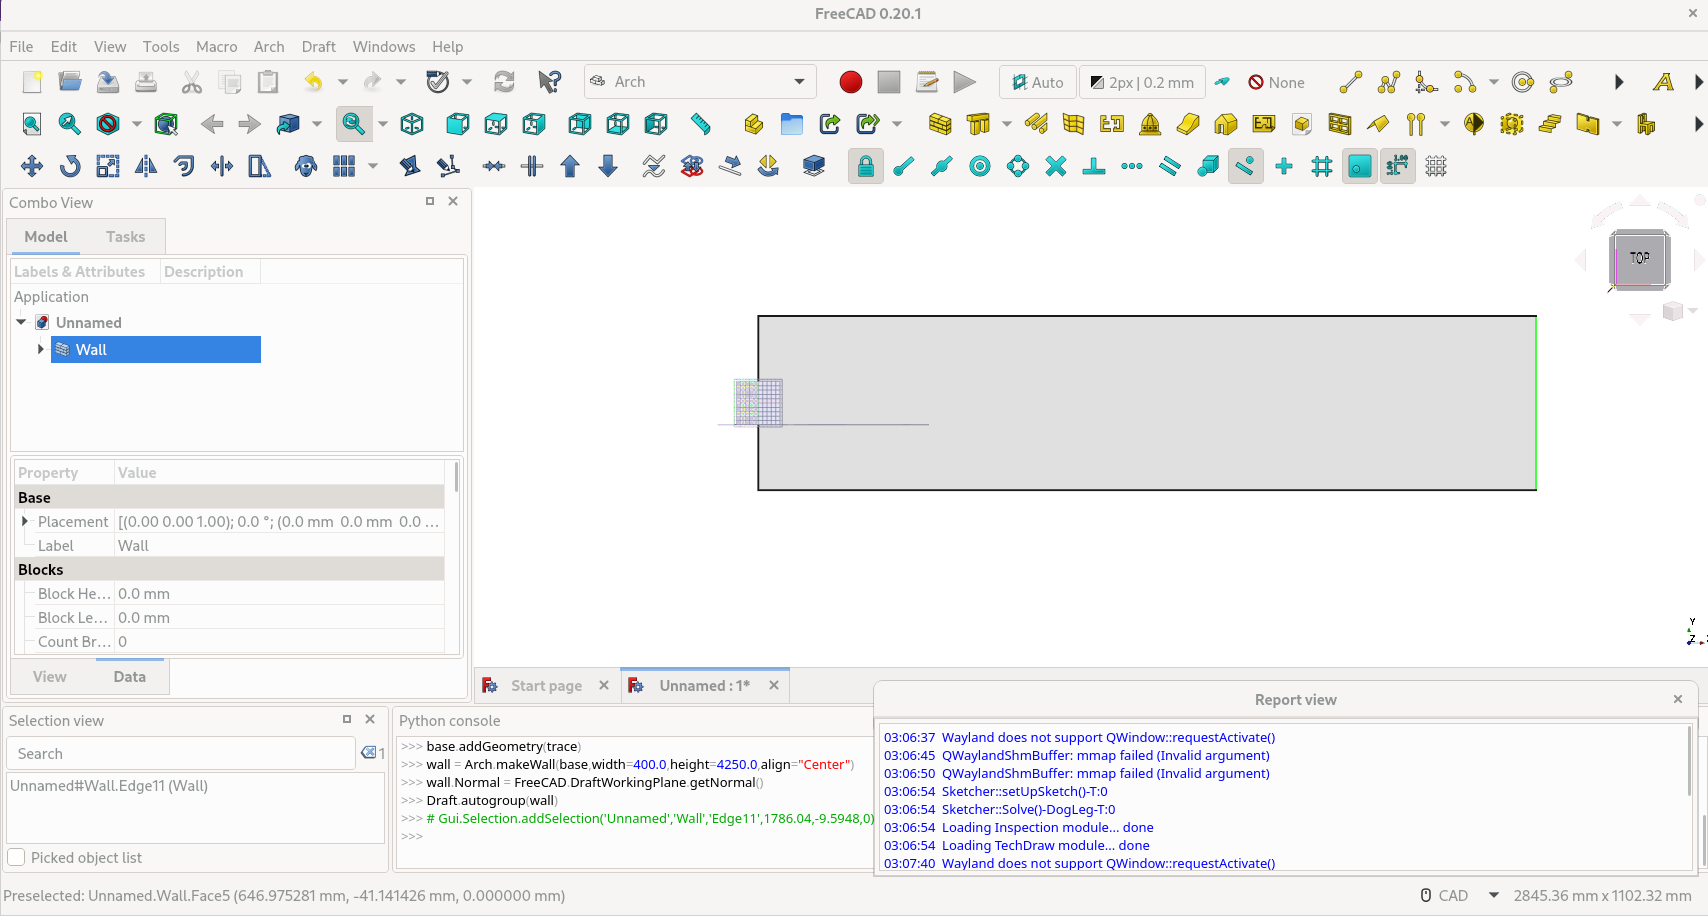 FreeCAD 0.20.1
File Edit View Tools Macro Arch Draft Windows Help
Arch Auto 2px | 0.2 mm None
Combo View
Model Tasks
Labels & Attributes Description
Application
Unnamed
Wall
TOP
Property Value
Base
Placement [(0.00 0.00 1.00); 0.0 °; (0.0 mm 0.0 mm 0.0 ...
Label Wall
Blocks
Block He... 0.0 mm
Block Le... 0.0 mm
Count Br... 0
View Data
Y
Z
Start page Unnamed : 1*
Selection view
Search 1
Unnamed#Wall.Edge11 (Wall)
Picked object list
Python console
>>> base.addGeometry(trace)
>>> wall = Arch.makeWall(base,width=400.0,height=4250.0,align="Center")
>>> wall.Normal = FreeCAD.DraftWorkingPlane.getNormal()
>>> Draft.autogroup(wall)
>>> # Gui.Selection.addSelection('Unnamed','Wall','Edge11',1786.04,-9.5948,0)
>>>
Report view
03:06:37 Wayland does not support QWindow::requestActivate()
03:06:45 QWaylandShmBuffer: mmap failed (Invalid argument)
03:06:50 QWaylandShmBuffer: mmap failed (Invalid argument)
03:06:54 Sketcher::setUpSketch()-T:0
03:06:54 Sketcher::Solve()-DogLeg-T:0
03:06:54 Loading Inspection module... done
03:06:54 Loading TechDraw module... done
03:07:40 Wayland does not support QWindow::requestActivate()
Preselected: Unnamed.Wall.Face5 (646.975281 mm, -41.141426 mm, 0.000000 mm)
CAD 2845.36 mm x 1102.32 mm